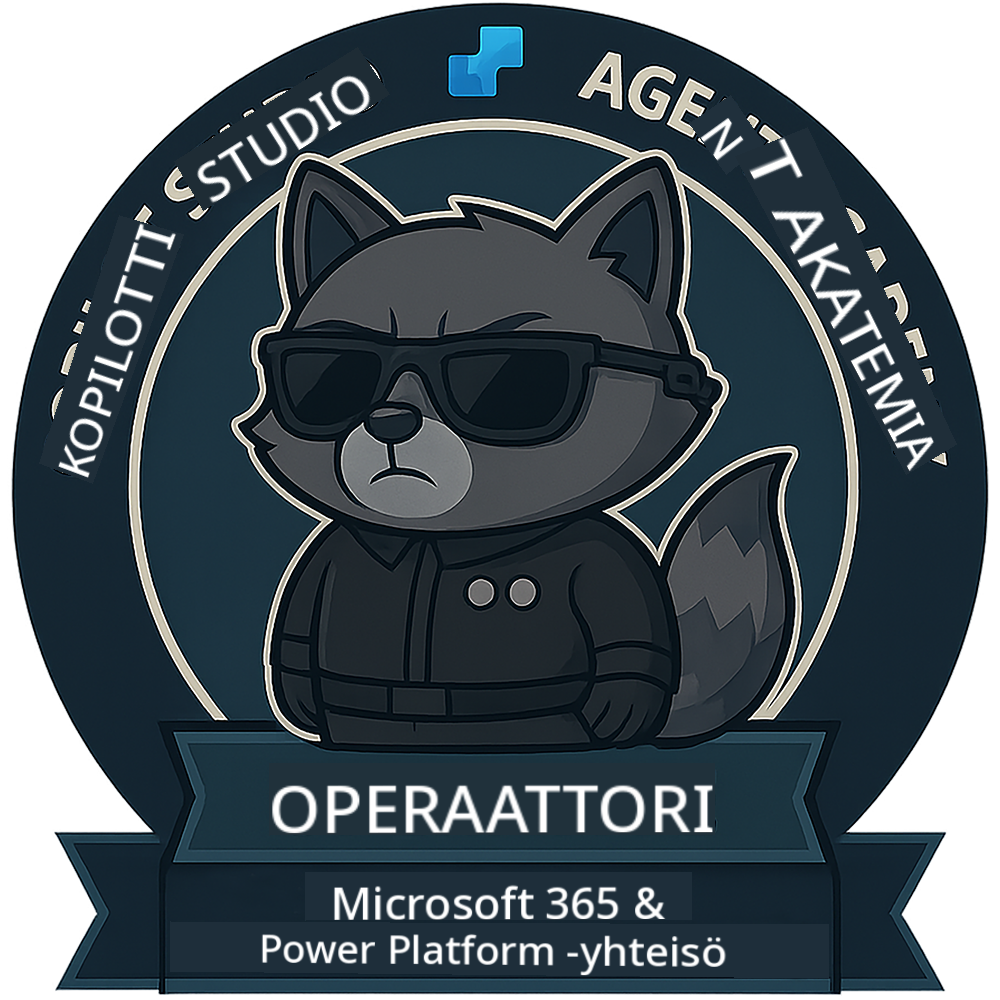 KOPILOTTI STUDIO
AGENT AKATEMIA
OPERAATTORI
Microsoft 365 &
Power Platform -yhteisö